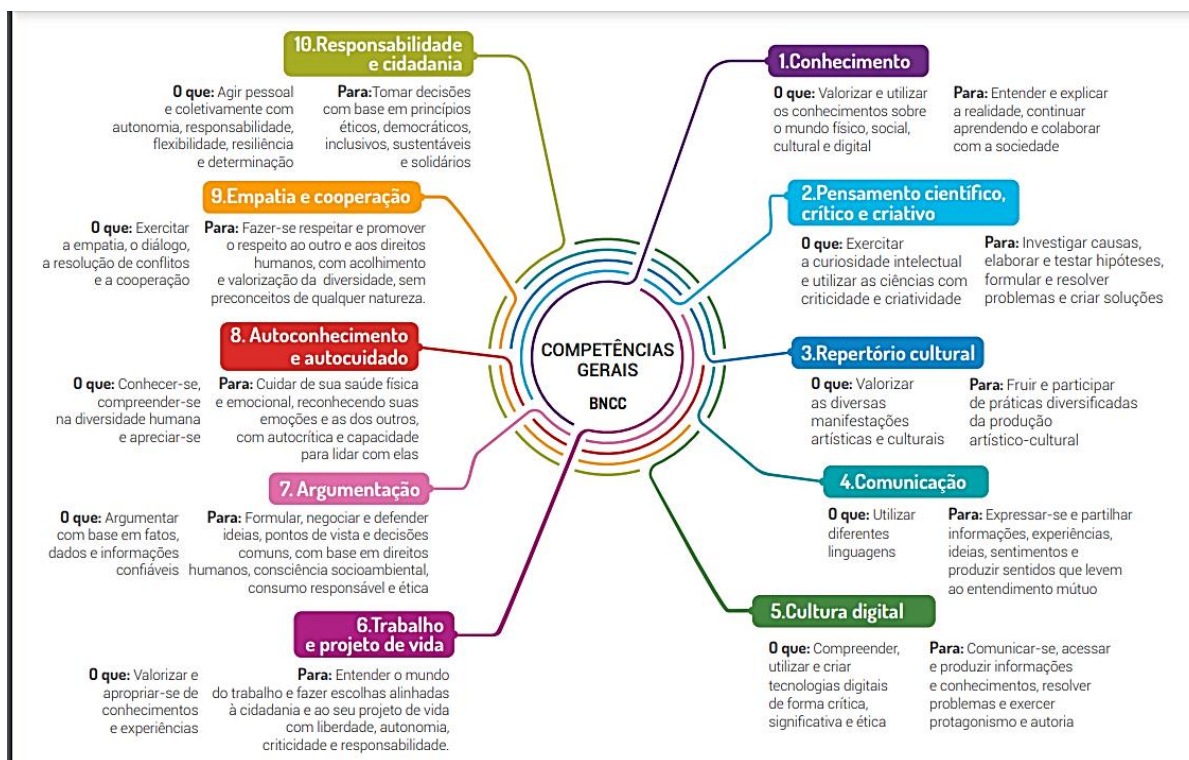 COMPETÊNCIAS
GERAIS
BNCC
1.Conhecimento
O que: Valorizar e utilizar
os conhecimentos sobre
o mundo físico, social,
cultural e digital
Para: Entender e explicar
a realidade, continuar
aprendendo e colaborar
com a sociedade
2.Pensamento científico,
crítico e criativo
O que: Exercitar
a curiosidade intelectual
e utilizar as ciências com
criticidade e criatividade
Para: Investigar causas,
elaborar e testar hipóteses,
formular e resolver
problemas e criar soluções
3.Repertório cultural
O que: Valorizar
as diversas
manifestações
artísticas e culturais
Para: Fruir e participar
de práticas diversificadas
da produção
artístico-cultural
4.Comunicação
O que: Utilizar
diferentes
linguagens
Para: Expressar-se e partilhar
informações, experiências,
ideias, sentimentos e
produzir sentidos que levem
ao entendimento mútuo
5.Cultura digital
O que: Compreender,
utilizar e criar
tecnologias digitais
de forma crítica,
significativa e ética
Para: Comunicar-se, acessar
e produzir informações
e conhecimentos, resolver
problemas e exercer
protagonismo e autoria
6.Trabalho
e projeto de vida
O que: Valorizar e
apropriar-se de
conhecimentos
e experiências
Para: Entender o mundo
do trabalho e fazer escolhas alinhadas
à cidadania e ao seu projeto de vida
com liberdade, autonomia,
criticidade e responsabilidade.
7. Argumentação
O que: Argumentar
com base em fatos,
dados e informações
confiáveis
Para: Formular, negociar e defender
ideias, pontos de vista e decisões
comuns, com base em direitos
humanos, consciência socioambiental,
consumo responsável e ética
8. Autoconhecimento
e autocuidado
O que: Conhecer-se,
compreender-se
na diversidade humana
e apreciar-se
Para: Cuidar de sua saúde física
e emocional, reconhecendo suas
emoções e as dos outros,
com autocrítica e capacidade
para lidar com elas
9.Empatia e cooperação
O que: Exercitar
a empatia, o diálogo,
a resolução de conflitos
e a cooperação
Para: Fazer-se respeitar e promover
o respeito ao outro e aos direitos
humanos, com acolhimento
e valorização da diversidade, sem
preconceitos de qualquer natureza.
10.Responsabilidade
e cidadania
O que: Agir pessoal
e coletivamente com
autonomia, responsabilidade,
flexibilidade, resiliência
e determinação
Para:Tomar decisões
com base em princípios
éticos, democráticos,
inclusivos, sustentáveis
e solidários